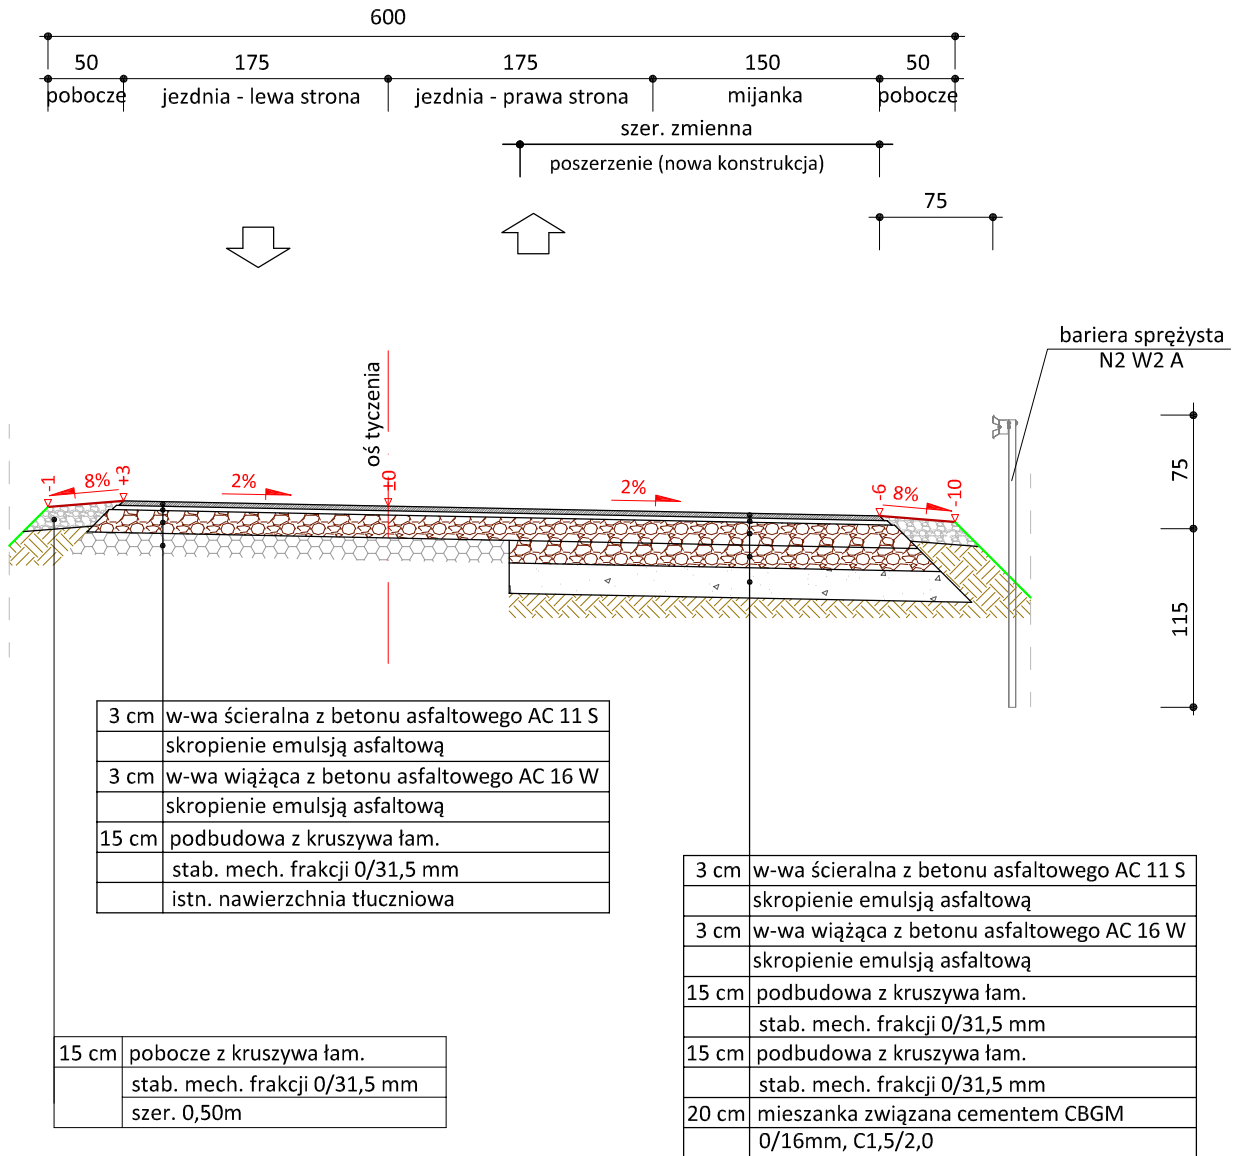 600
50 175 175 150 50
pobocze jezdnia - lewa strona jezdnia - prawa strona mijanka pobocze
szer. zmienna
poszerzenie (nowa konstrukcja)
75
bariera sprężysta
N2 W2 A
oś tyczenia
-1 8% +3 2% ±0 2% -6 8% -10
75
115
3 cm w-wa ścieralna z betonu asfaltowego AC 11 S
skropienie emulsją asfaltową
3 cm w-wa wiążąca z betonu asfaltowego AC 16 W
skropienie emulsją asfaltową
15 cm podbudowa z kruszywa łam.
stab. mech. frakcji 0/31,5 mm
istn. nawierzchnia tłuczniowa
3 cm w-wa ścieralna z betonu asfaltowego AC 11 S
skropienie emulsją asfaltową
3 cm w-wa wiążąca z betonu asfaltowego AC 16 W
skropienie emulsją asfaltową
15 cm podbudowa z kruszywa łam.
stab. mech. frakcji 0/31,5 mm
15 cm podbudowa z kruszywa łam.
stab. mech. frakcji 0/31,5 mm
20 cm mieszanka związana cementem CBGM
0/16mm, C1,5/2,0
15 cm pobocze z kruszywa łam.
stab. mech. frakcji 0/31,5 mm
szer. 0,50m